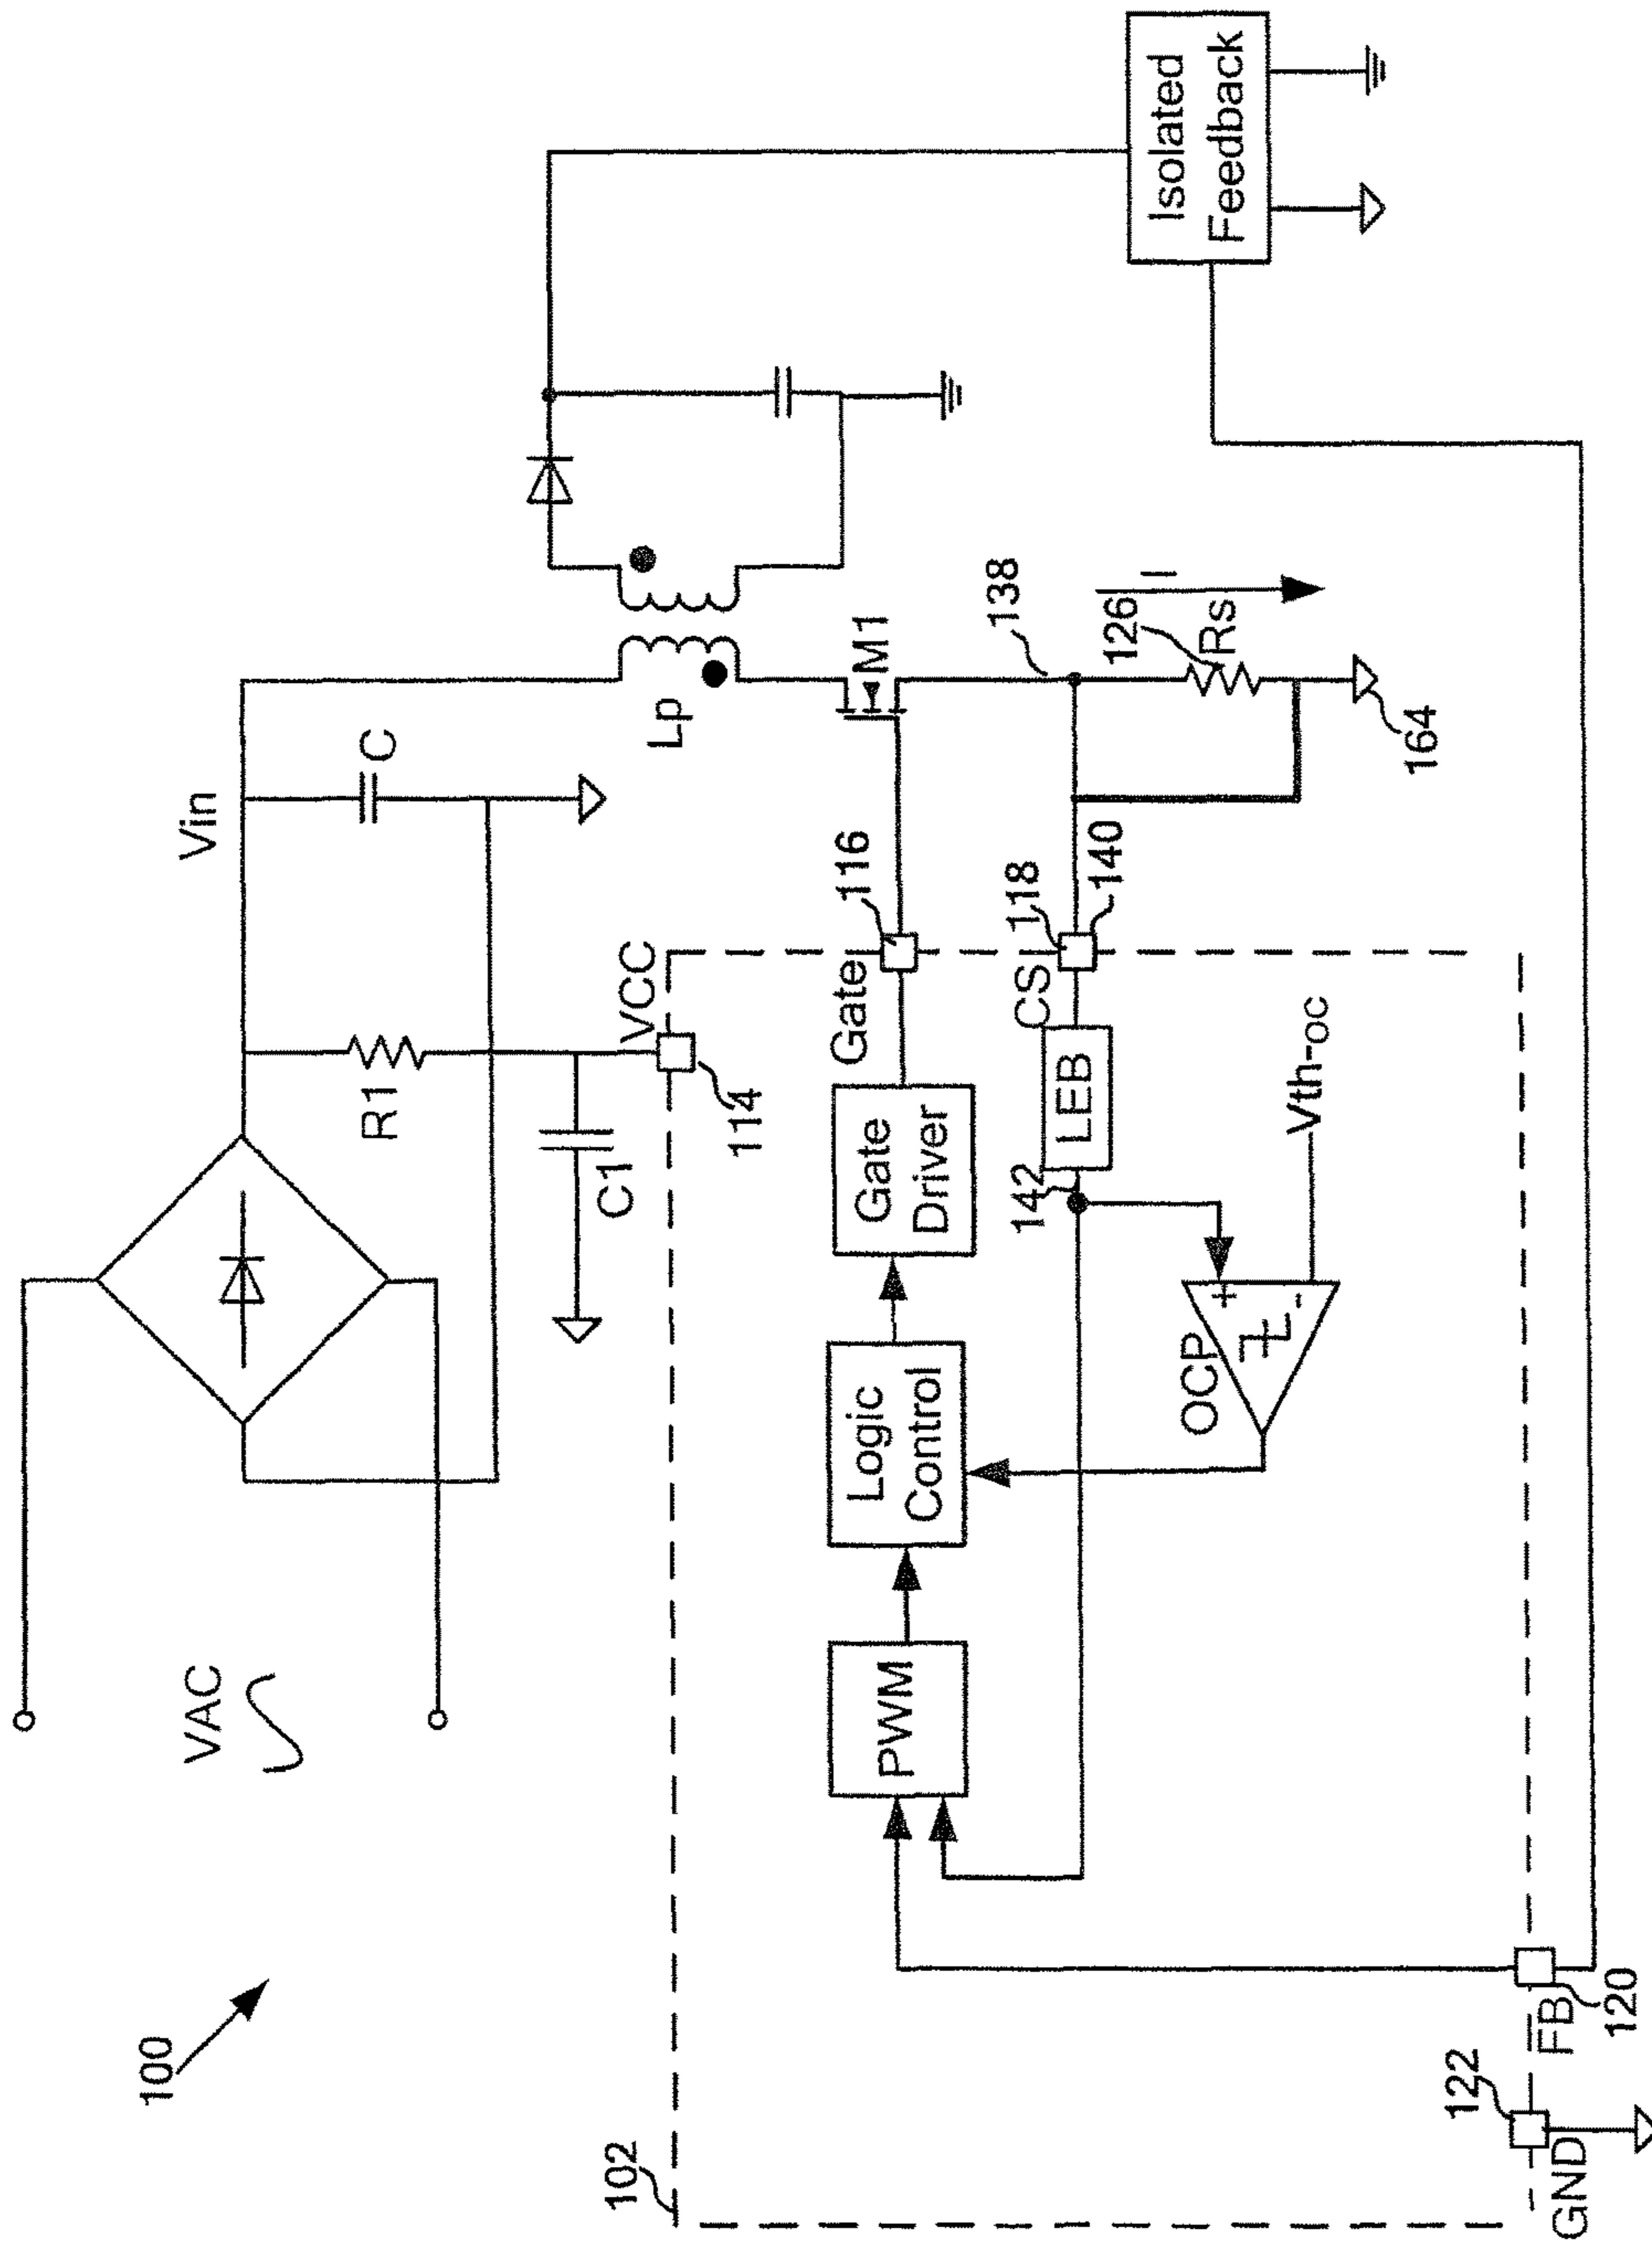 100
VAC
Vin
R1
C
C1
VCC
114
Lp
M1
102
Gate
116
PWM
Logic
Control
Gate
Driver
LEB
142
CS
118
140
138
126
Rs
I
164
OCP
+
-
Vth-oc
Isolated
Feedback
GND
122
FB
120